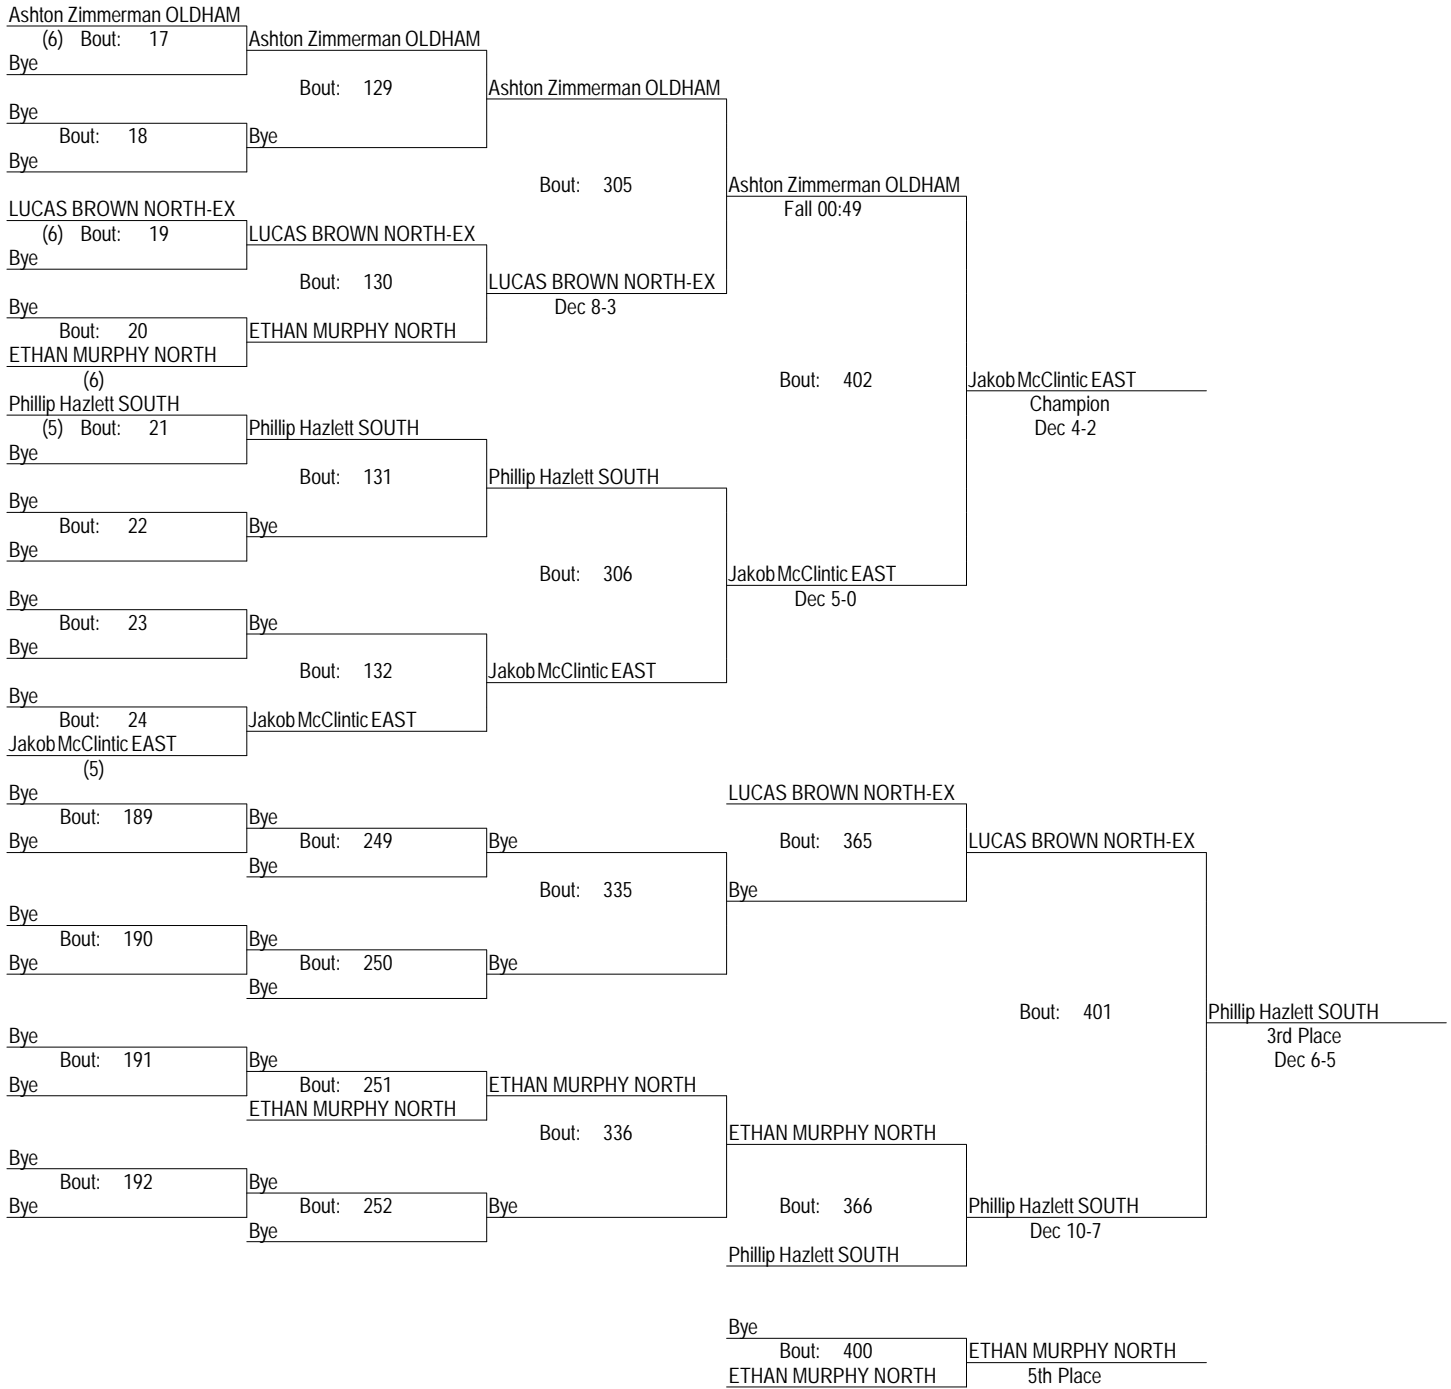 Ashton Zimmerman OLDHAM
(6) Bout: 17 Ashton Zimmerman OLDHAM
Bye
Bout: 129 Ashton Zimmerman OLDHAM
Bye
Bout: 18 Bye
Bye
Bout: 305 Ashton Zimmerman OLDHAM
Fall 00:49
LUCAS BROWN NORTH-EX
(6) Bout: 19 LUCAS BROWN NORTH-EX
Bye
Bout: 130 LUCAS BROWN NORTH-EX
Bye Dec 8-3
Bout: 20 ETHAN MURPHY NORTH
ETHAN MURPHY NORTH
(6) Bout: 402 Jakob McClintic EAST
Phillip Hazlett SOUTH Champion
(5) Bout: 21 Phillip Hazlett SOUTH Dec 4-2
Bye
Bout: 131 Phillip Hazlett SOUTH
Bye
Bout: 22 Bye
Bye
Bout: 306 Jakob McClintic EAST
Bye Dec 5-0
Bout: 23 Bye
Bye
Bout: 132 Jakob McClintic EAST
Bye
Bout: 24 Jakob McClintic EAST
Jakob McClintic EAST
(5)
Bye LUCAS BROWN NORTH-EX
Bout: 189 Bye
Bye Bout: 249 Bye Bout: 365 LUCAS BROWN NORTH-EX
Bye
Bout: 335 Bye
Bye
Bout: 190 Bye
Bye Bout: 250 Bye
Bye
Bout: 401 Phillip Hazlett SOUTH
Bye 3rd Place
Bout: 191 Bye Dec 6-5
Bye Bout: 251 ETHAN MURPHY NORTH
ETHAN MURPHY NORTH
Bout: 336 ETHAN MURPHY NORTH
Bye
Bout: 192 Bye
Bye Bout: 252 Bye Bout: 366 Phillip Hazlett SOUTH
Bye Dec 10-7
Phillip Hazlett SOUTH
Bye
Bout: 400 ETHAN MURPHY NORTH
ETHAN MURPHY NORTH 5th Place